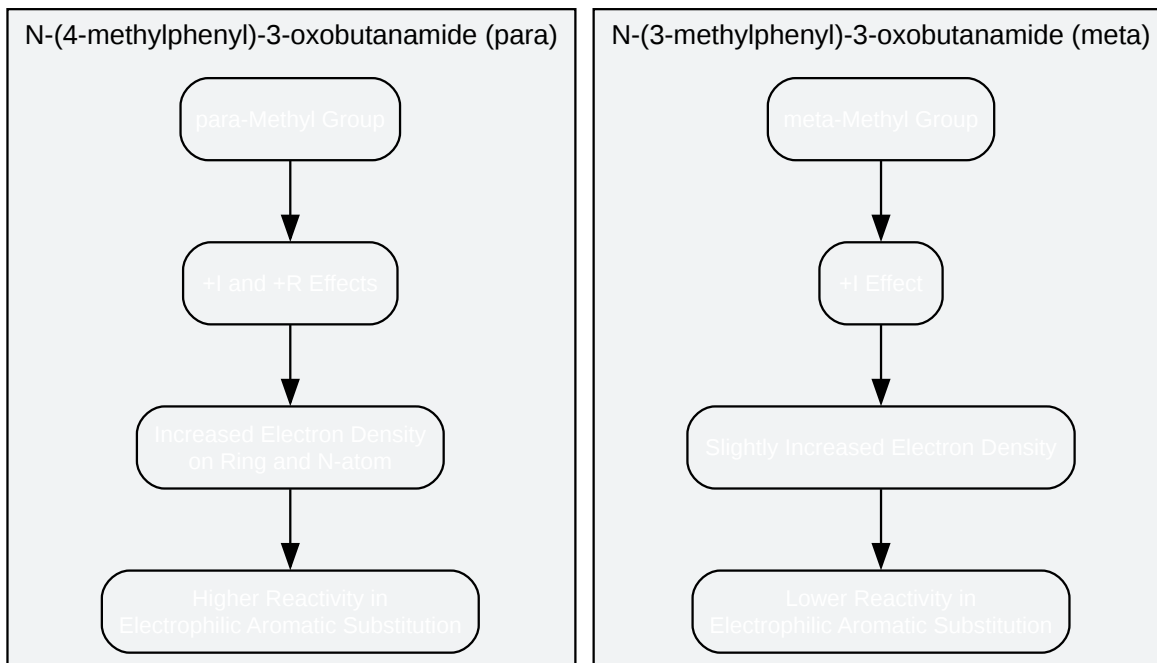 N-(4-methylphenyl)-3-oxobutanamide (para)
para-Methyl Group
+I and +R Effects
Increased Electron Density
on Ring and N-atom
Higher Reactivity in
Electrophilic Aromatic Substitution
N-(3-methylphenyl)-3-oxobutanamide (meta)
meta-Methyl Group
+I Effect
Slightly Increased Electron Density
Lower Reactivity in
Electrophilic Aromatic Substitution